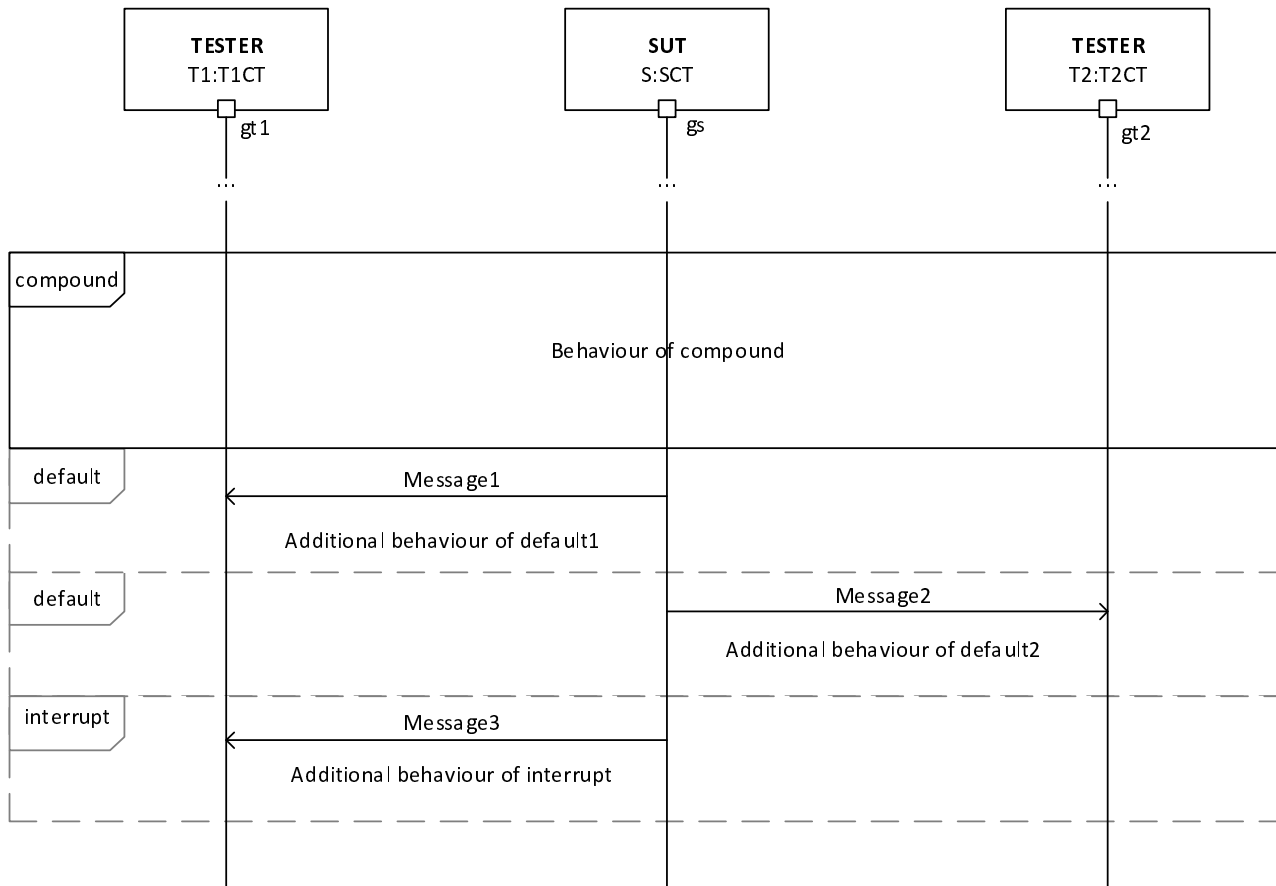 TESTER
T1:T1CT
gt1
SUT
S:SCT
gs
TESTER
T2:T2CT
gt2
...
...
...
compound
Behaviour of compound
default
Message1
Additional behaviour of default1
default
Message2
Additional behaviour of default2
interrupt
Message3
Additional behaviour of interrupt